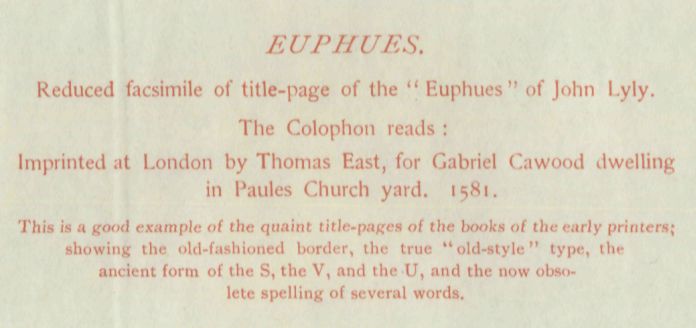 EUPHUES.
Reduced facsimile of title-page of the "Euphues" of John Lyly.
The Colophon reads :
Imprinted at London by Thomas East, for Gabriel Cawood dwelling
in Paules Church yard. 1581.
This is a good example of the quaint title-pages of the books of the early printers;
showing the old-fashioned border, the true "old-style" type, the
ancient form of the S, the V, and the U, and the now obso-
lete spelling of several words.